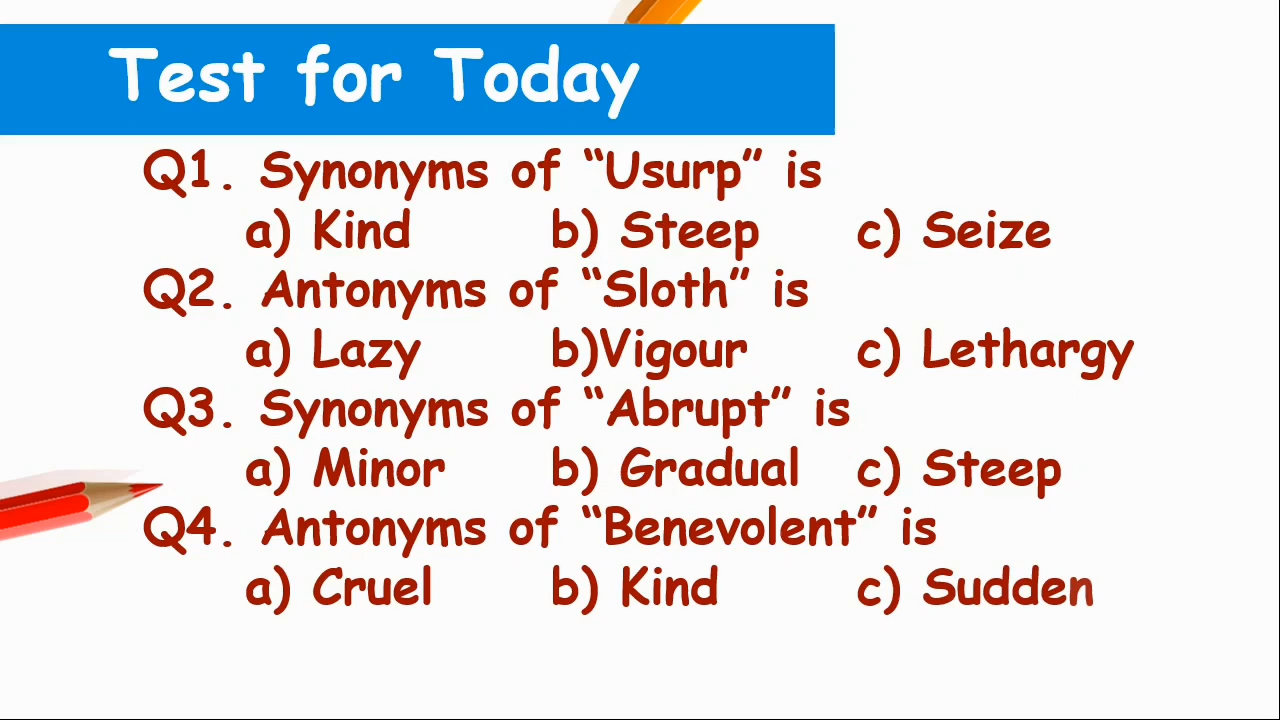 Test for Today
Q1. Synonyms of “Usurp” is
a) Kind b) Steep c) Seize
Q2. Antonyms of “Sloth” is
a) Lazy b)Vigour c) Lethargy
Q3. Synonyms of “Abrupt” is
a) Minor b) Gradual c) Steep
Q4. Antonyms of “Benevolent” is
a) Cruel b) Kind c) Sudden